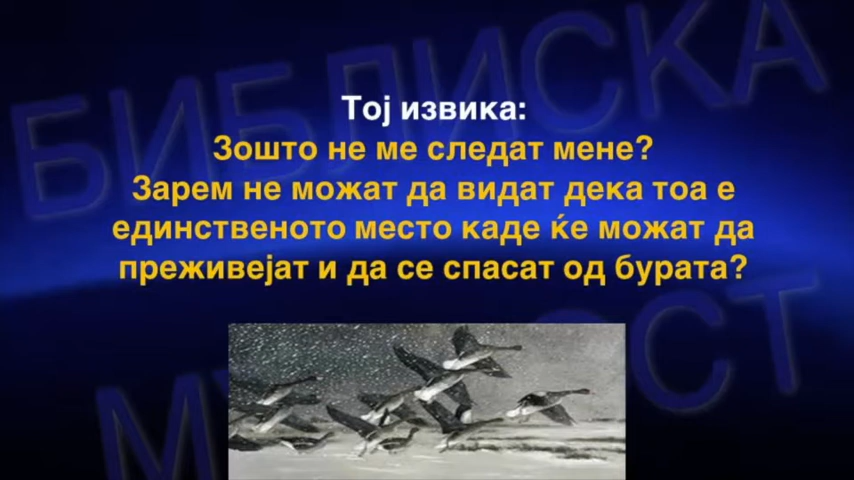 БИБЛИСКА
Тој извика:
Зошто не ме следат мене?
Зарем не можат да видат дека тоа е
единственото место каде ќе можат да
преживејат и да се спасат од бурата?